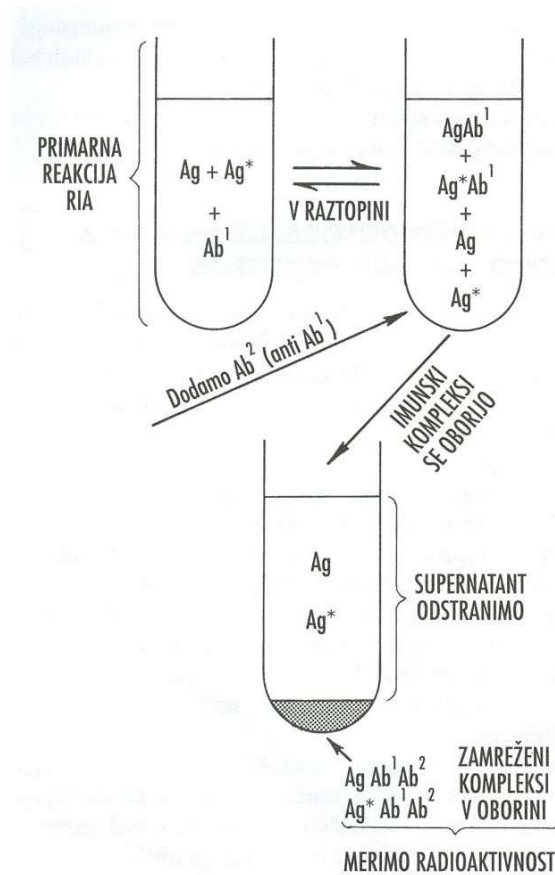 PRIMARNA
REAKCIJA
RIA
Ag + Ag*
+
Ab¹
V RAZTOPINI
AgAb¹
+
Ag*Ab¹
+
Ag
+
Ag*
Dodamo Ab² (anti Ab¹)
IMUNSKI
KOMPLEKSI
SE OBORIJO
Ag
Ag*
SUPERNATANT
ODSTRANIMO
Ag Ab¹Ab²
Ag* Ab¹Ab²
ZAMREŽENI
KOMPLEKSI
V OBORINI
MERIMO RADIOAKTIVNOST